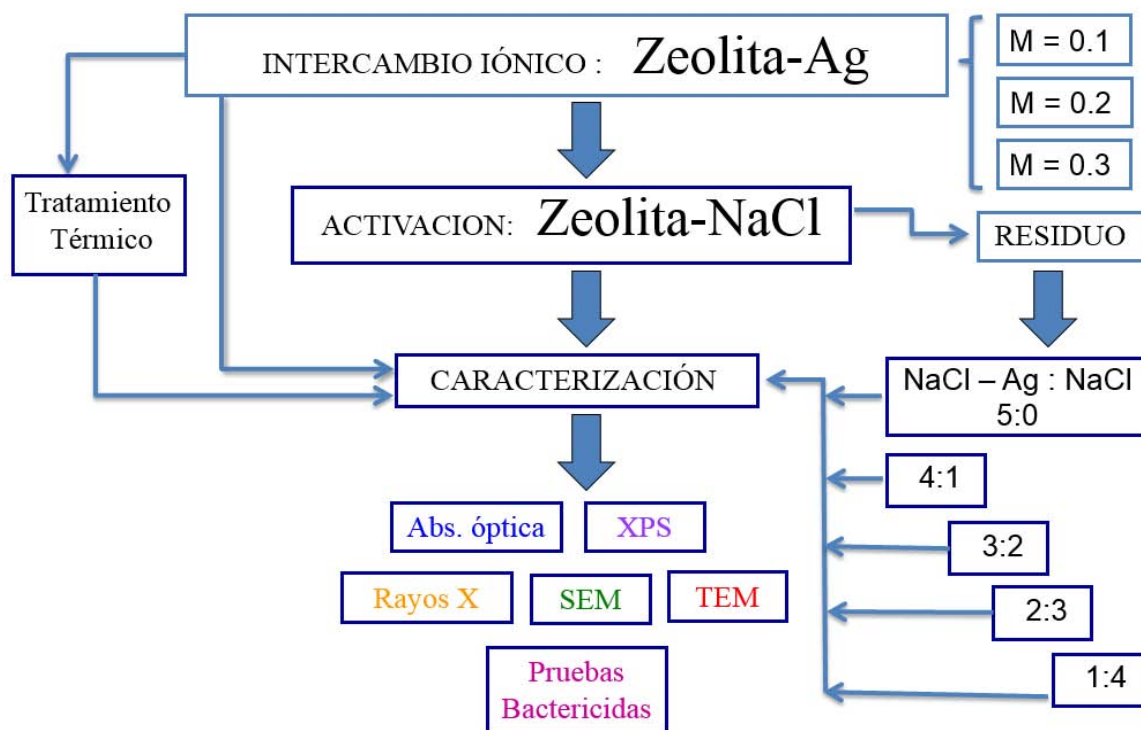 INTERCAMBIO IÓNICO : Zeolita-Ag
M = 0.1
M = 0.2
M = 0.3
Tratamiento
Térmico
ACTIVACION: Zeolita-NaCl
RESIDUO
CARACTERIZACIÓN
NaCl – Ag : NaCl
5:0
4:1
3:2
2:3
1:4
Abs. óptica
XPS
Rayos X
SEM
TEM
Pruebas
Bactericidas